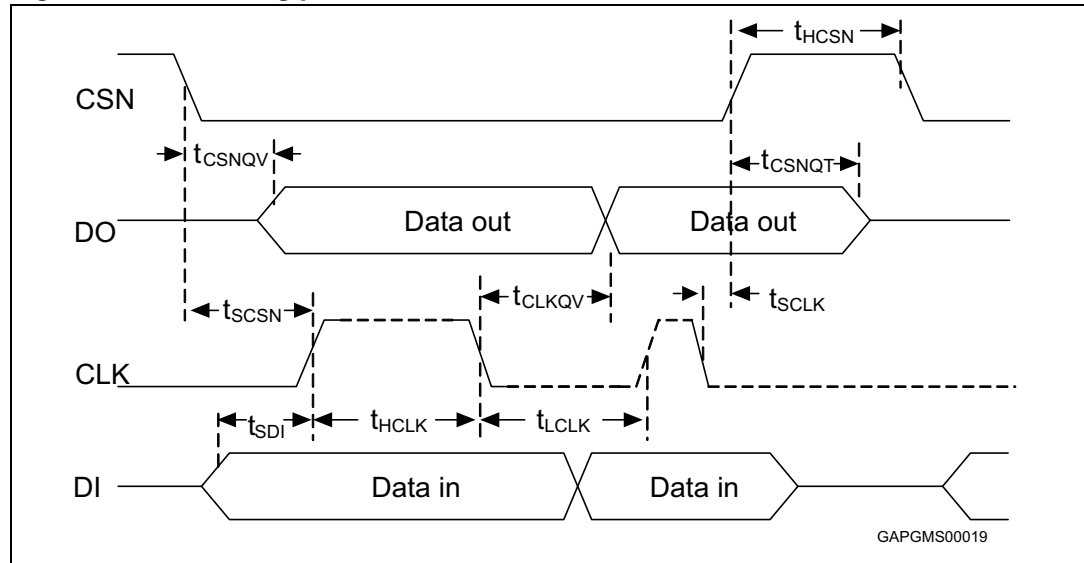 tHCSN
CSN
tCSNQV
tCSNQT
DO
Data out
Data out
tSCSN
tCLKQV
tSCLK
CLK
tSDI
tHCLK
tLCLK
DI
Data in
Data in
GAPGMS00019